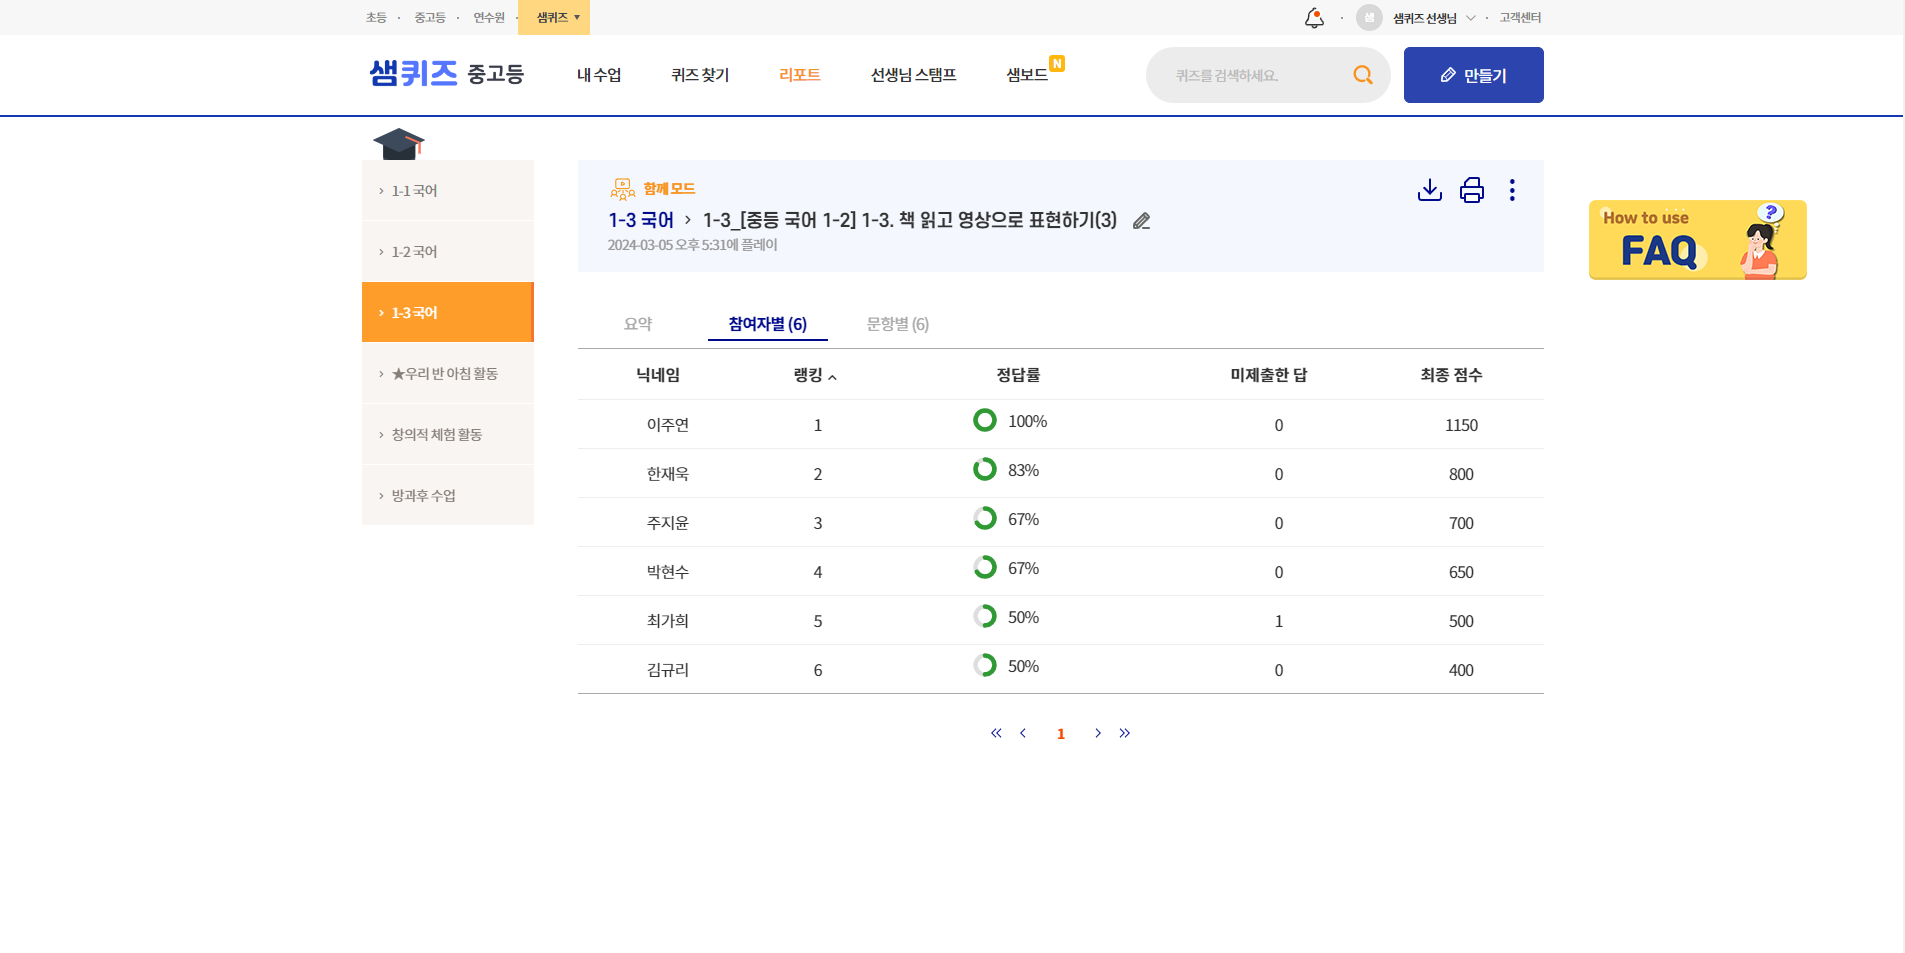 초등 · 중고등 · 연수원 · 샘퀴즈 ▼
샘 샘퀴즈 선생님 · 고객센터
샘퀴즈 중고등
내 수업 퀴즈 찾기 리포트 선생님 스탬프 샘보드 N
퀴즈를 검색하세요.
만들기
1-1 국어
1-2 국어
1-3 국어
★우리 반 아침 활동
창의적 체험 활동
방과후 수업
함께 모드
1-3 국어 › 1-3_[중등 국어 1-2] 1-3. 책 읽고 영상으로 표현하기(3)
2024-03-05 오후 5:31에 플레이
How to use
FAQ
?
요약 참여자별 (6) 문항별 (6)
닉네임 랭킹 정답률 미제출한 답 최종 점수
이주연 1 100% 0 1150
한재욱 2 83% 0 800
주지윤 3 67% 0 700
박현수 4 67% 0 650
최가희 5 50% 1 500
김규리 6 50% 0 400
« ‹ 1 › »